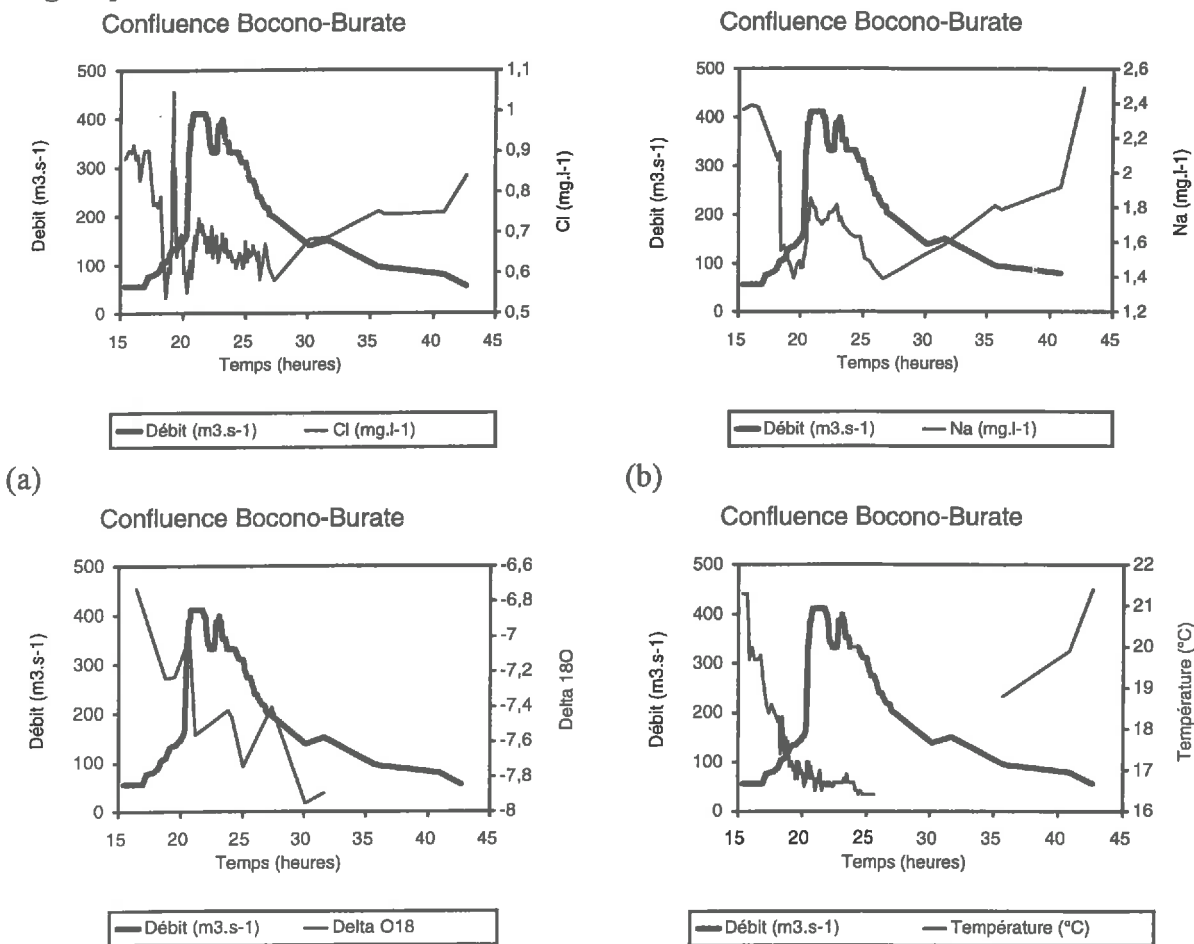 Confluence Bocono-Burate
500
400
300
200
100
0
Debit (m3.s-1)
1,1
1
0,9
0,8
0,7
0,6
0,5
Cl (mg.l-1)
15 20 25 30 35 40 45
Temps (heures)
Débit (m3.s-1) Cl (mg.l-1)
(a)
Confluence Bocono-Burate
500
400
300
200
100
0
Debit (m3.s-1)
2,6
2,4
2,2
2
1,8
1,6
1,4
1,2
Na (mg.l-1)
15 20 25 30 35 40 45
Temps (heures)
Débit (m3.s-1) Na (mg.l-1)
(b)
Confluence Bocono-Burate
500
400
300
200
100
0
Débit (m3.s-1)
-6,6
-6,8
-7
-7,2
-7,4
-7,6
-7,8
-8
Delta 18O
15 20 25 30 35 40 45
Temps (heures)
Débit (m3.s-1) Delta O18
Confluence Bocono-Burate
500
400
300
200
100
0
Débit (m3.s-1)
22
21
20
19
18
17
16
Température (°C)
15 20 25 30 35 40 45
Temps (heures)
Débit (m3.s-1) Température (°C)